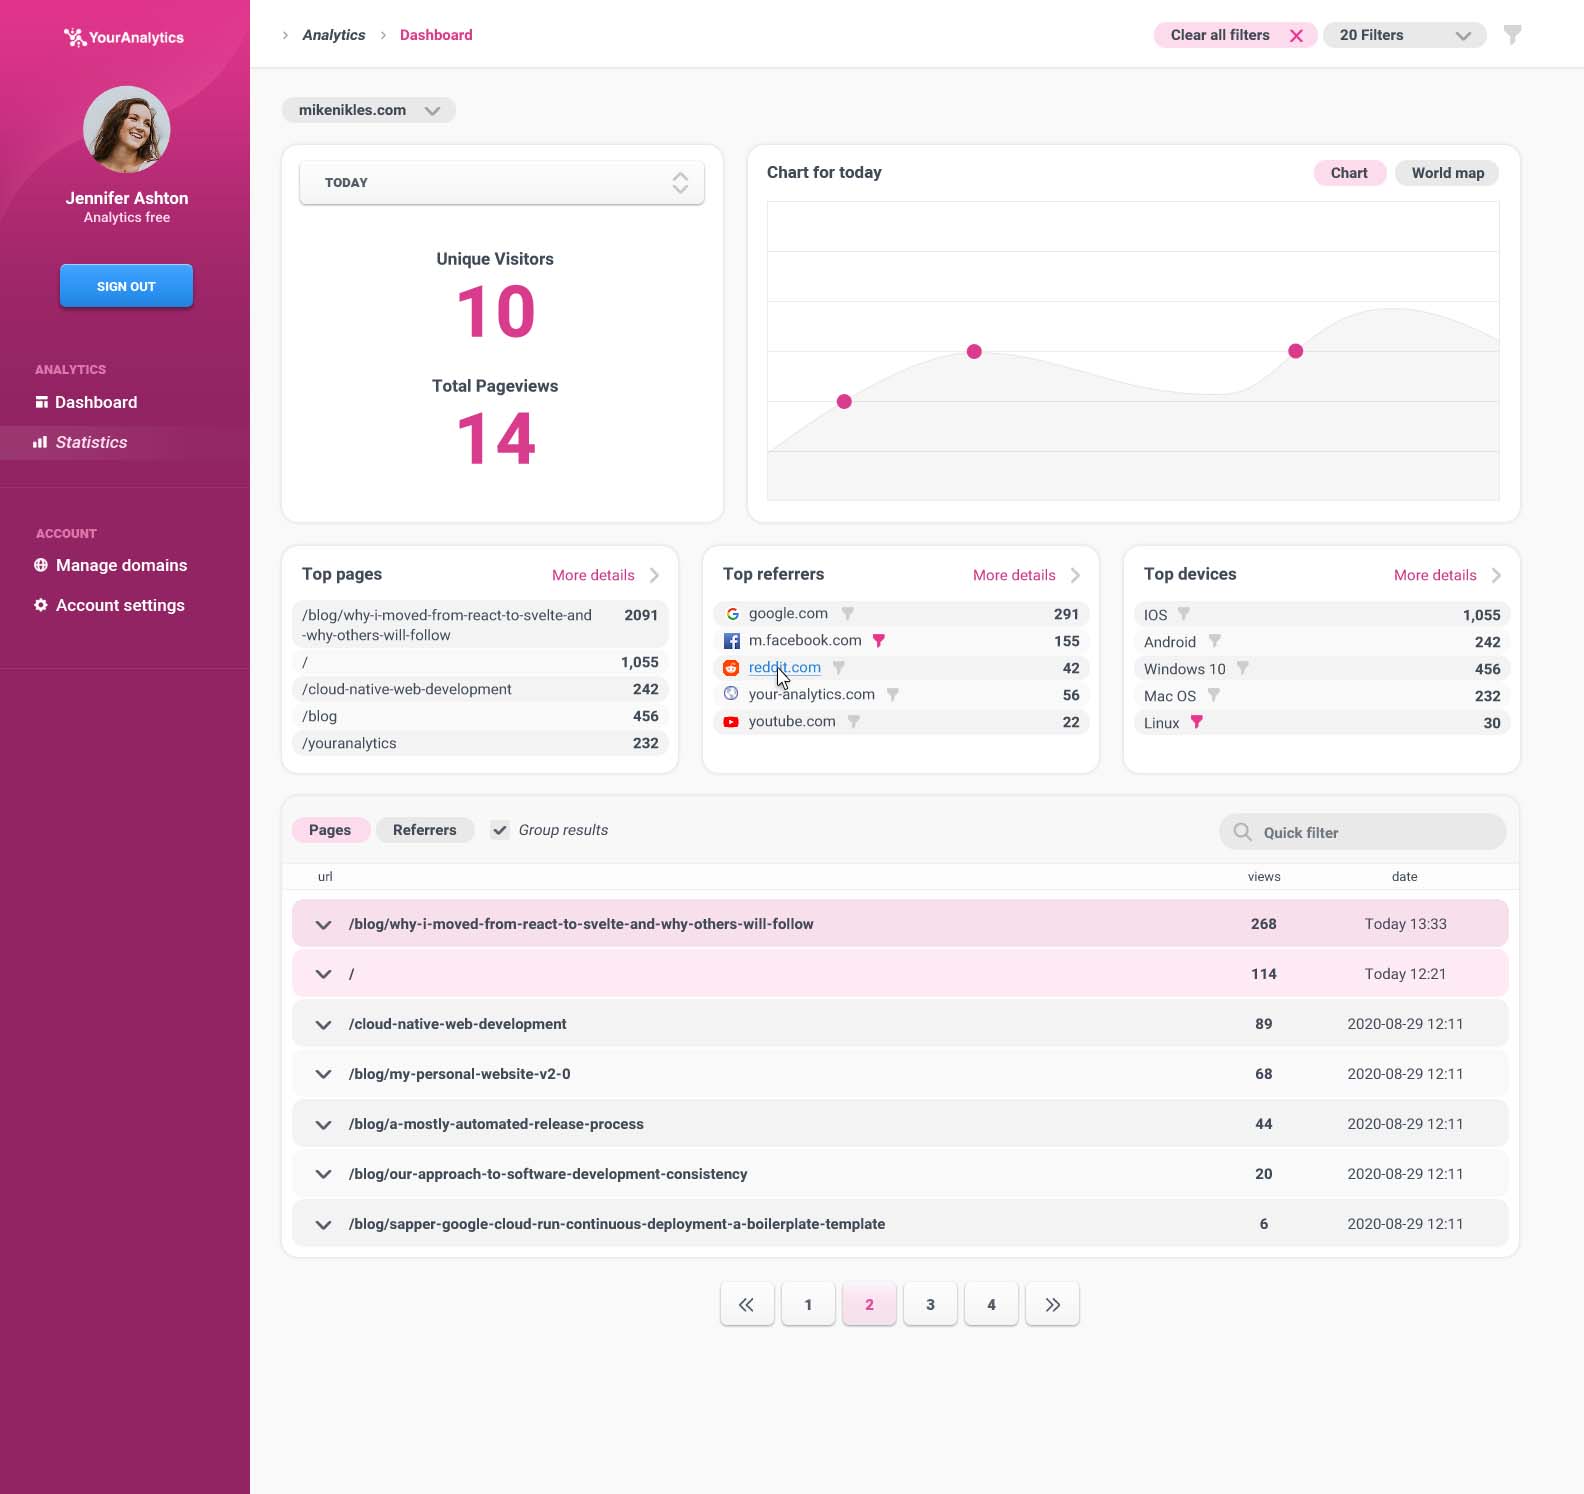 YourAnalytics
Jennifer Ashton
Analytics free
SIGN OUT
ANALYTICS
Dashboard
Statistics
ACCOUNT
Manage domains
Account settings
Analytics
Dashboard
Clear all filters
20 Filters
mikenikles.com
TODAY
Unique Visitors
10
Total Pageviews
14
Chart for today
Chart
World map
Top pages
More details
/blog/why-i-moved-from-react-to-svelte-and
-why-others-will-follow
2091
/ 1,055
/cloud-native-web-development 242
/blog 456
/youranalytics 232
Top referrers
More details
google.com 291
m.facebook.com 155
reddit.com 42
your-analytics.com 56
youtube.com 22
Top devices
More details
IOS 1,055
Android 242
Windows 10 456
Mac OS 232
Linux 30
Pages
Referrers
Group results
Quick filter
url views date
/blog/why-i-moved-from-react-to-svelte-and-why-others-will-follow 268 Today 13:33
/ 114 Today 12:21
/cloud-native-web-development 89 2020-08-29 12:11
/blog/my-personal-website-v2-0 68 2020-08-29 12:11
/blog/a-mostly-automated-release-process 44 2020-08-29 12:11
/blog/our-approach-to-software-development-consistency 20 2020-08-29 12:11
/blog/sapper-google-cloud-run-continuous-deployment-a-boilerplate-template 6 2020-08-29 12:11
1 2 3 4